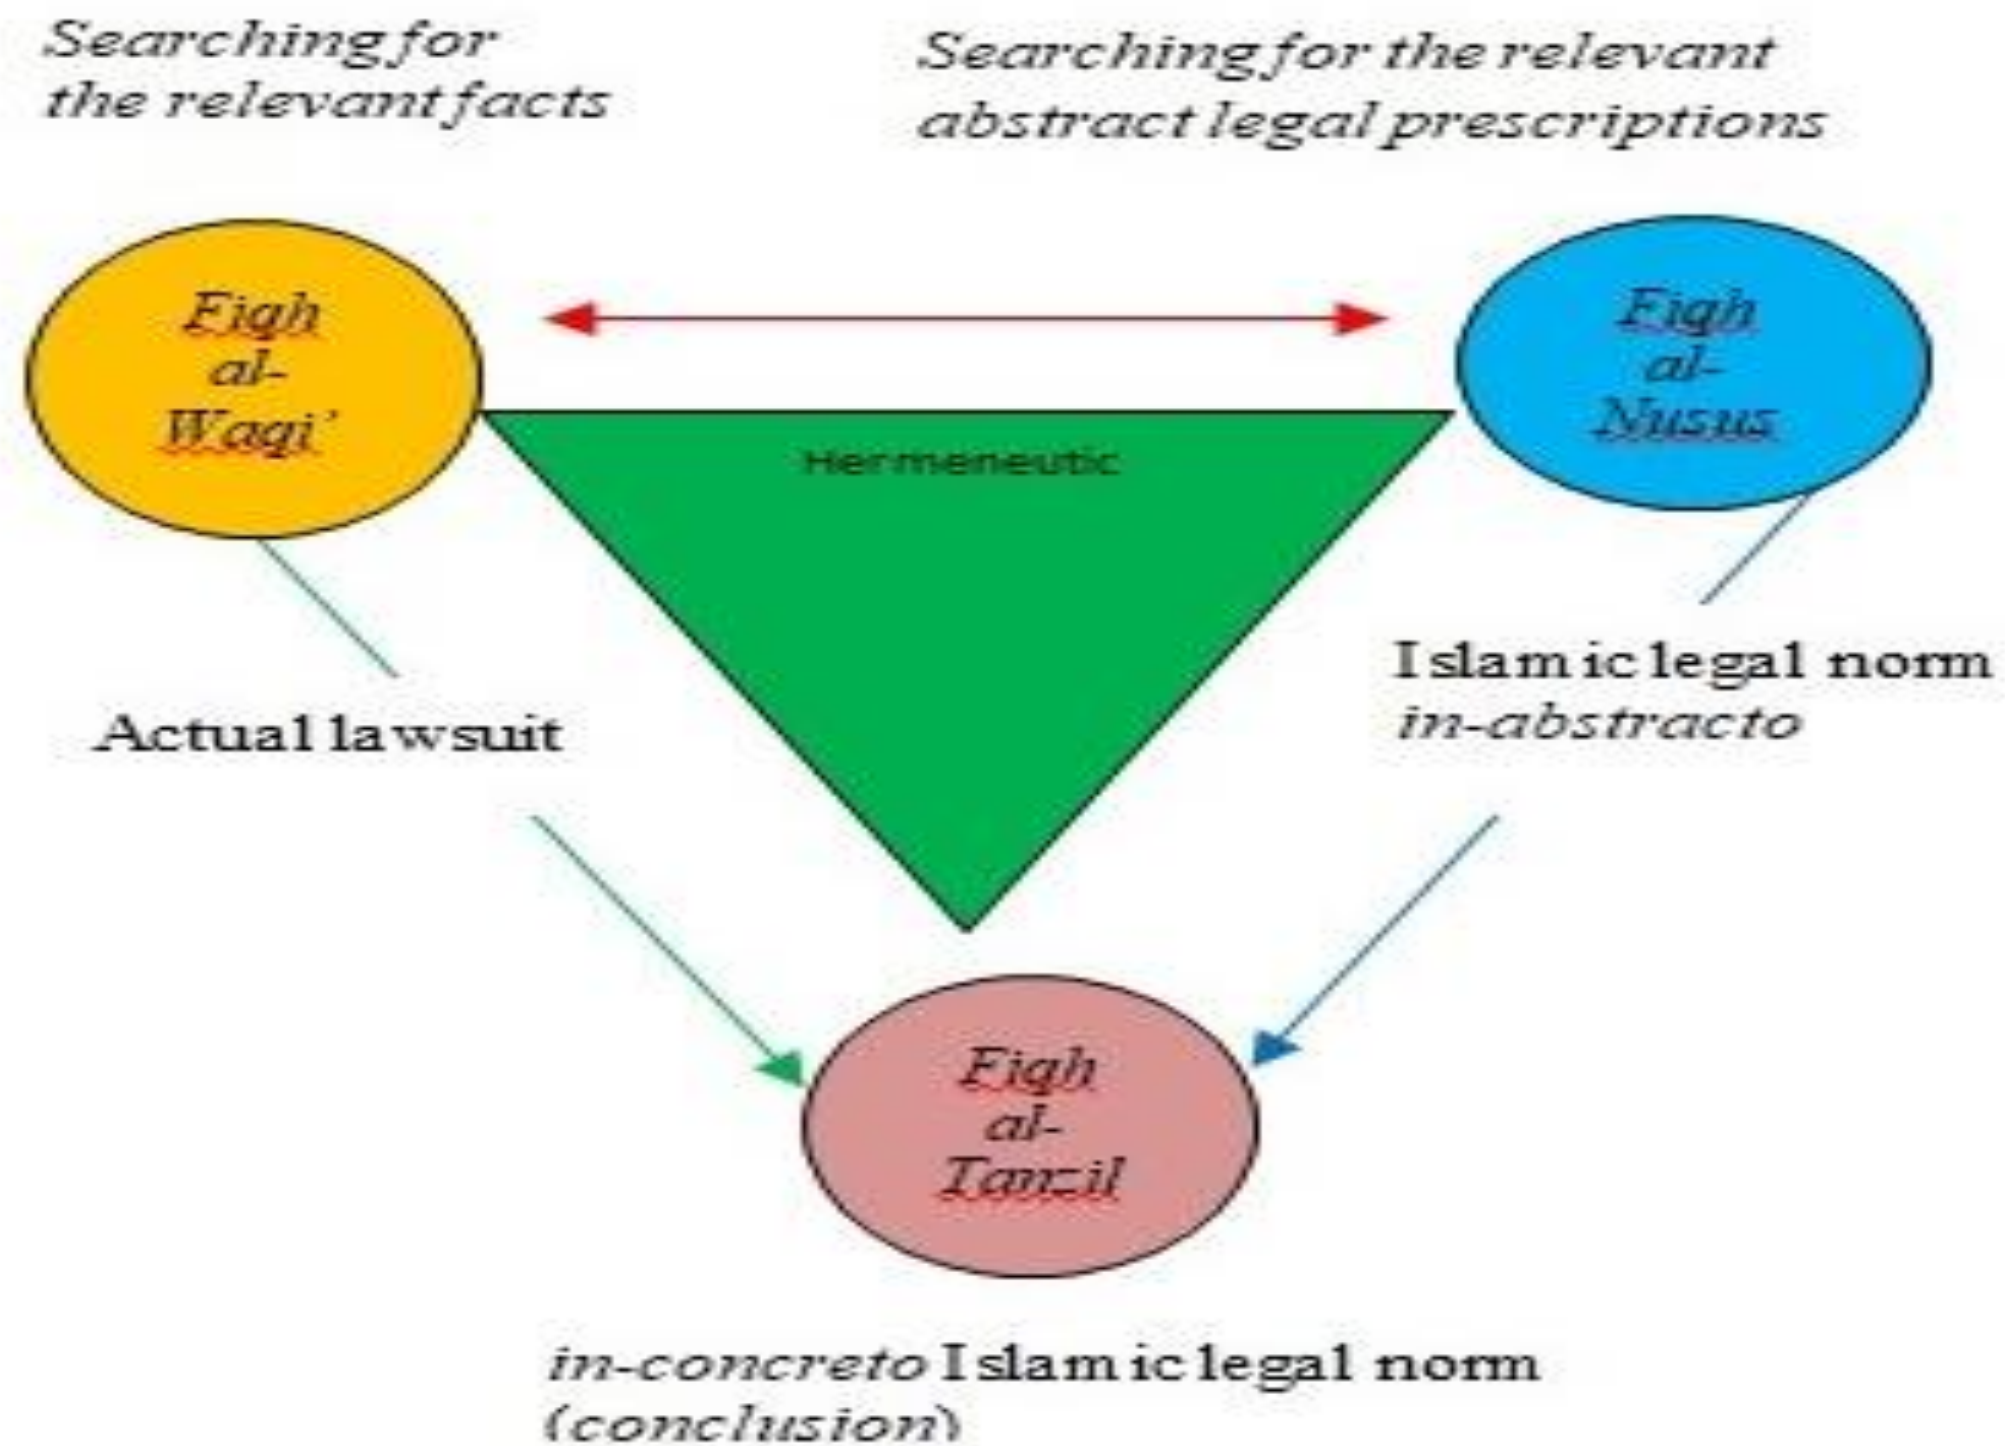 Searching for
the relevant facts
Searching for the relevant
abstract legal prescriptions
Fiqh
al-
Waqi’
Fiqh
al-
Nusus
Hermeneutic
Actual lawsuit
Islamic legal norm
in-abstracto
Fiqh
al-
Tanzil
in-concreto Islamic legal norm
(conclusion)